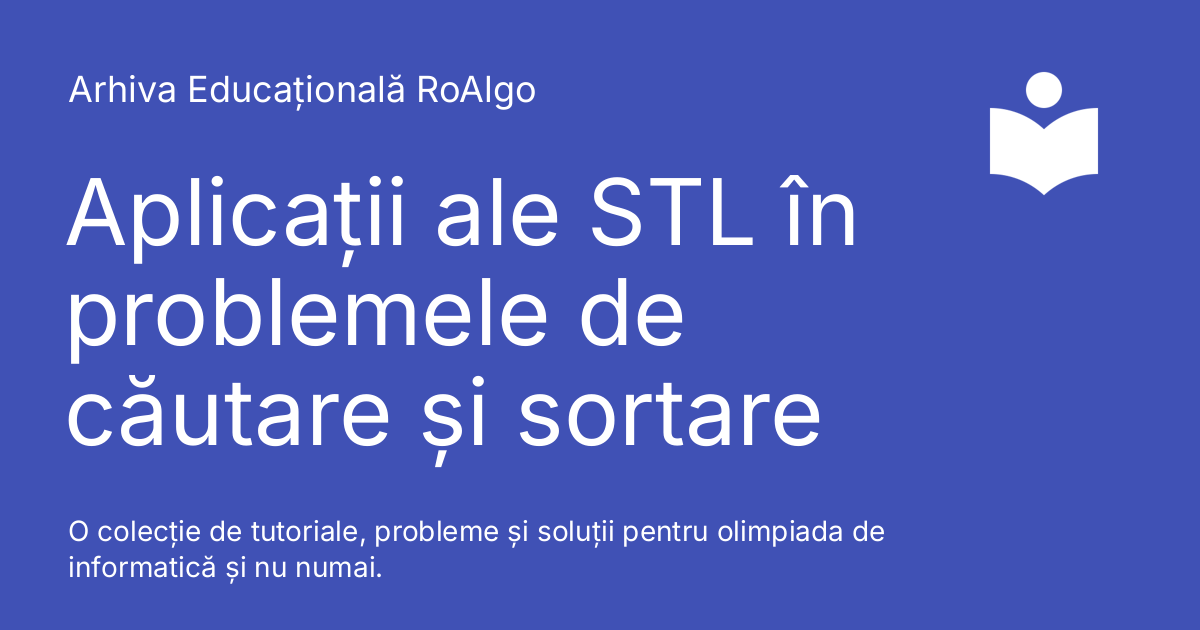 Arhiva Educațională RoAlgo
Aplicații ale STL în
problemele de
căutare și sortare
O colecție de tutoriale, probleme și soluții pentru olimpiada de
informatică și nu numai.